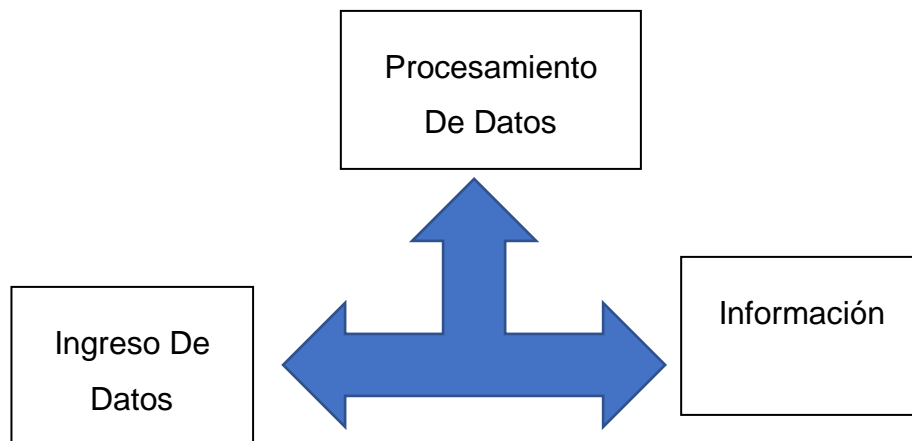 Procesamiento
De Datos
Información
Ingreso De
Datos